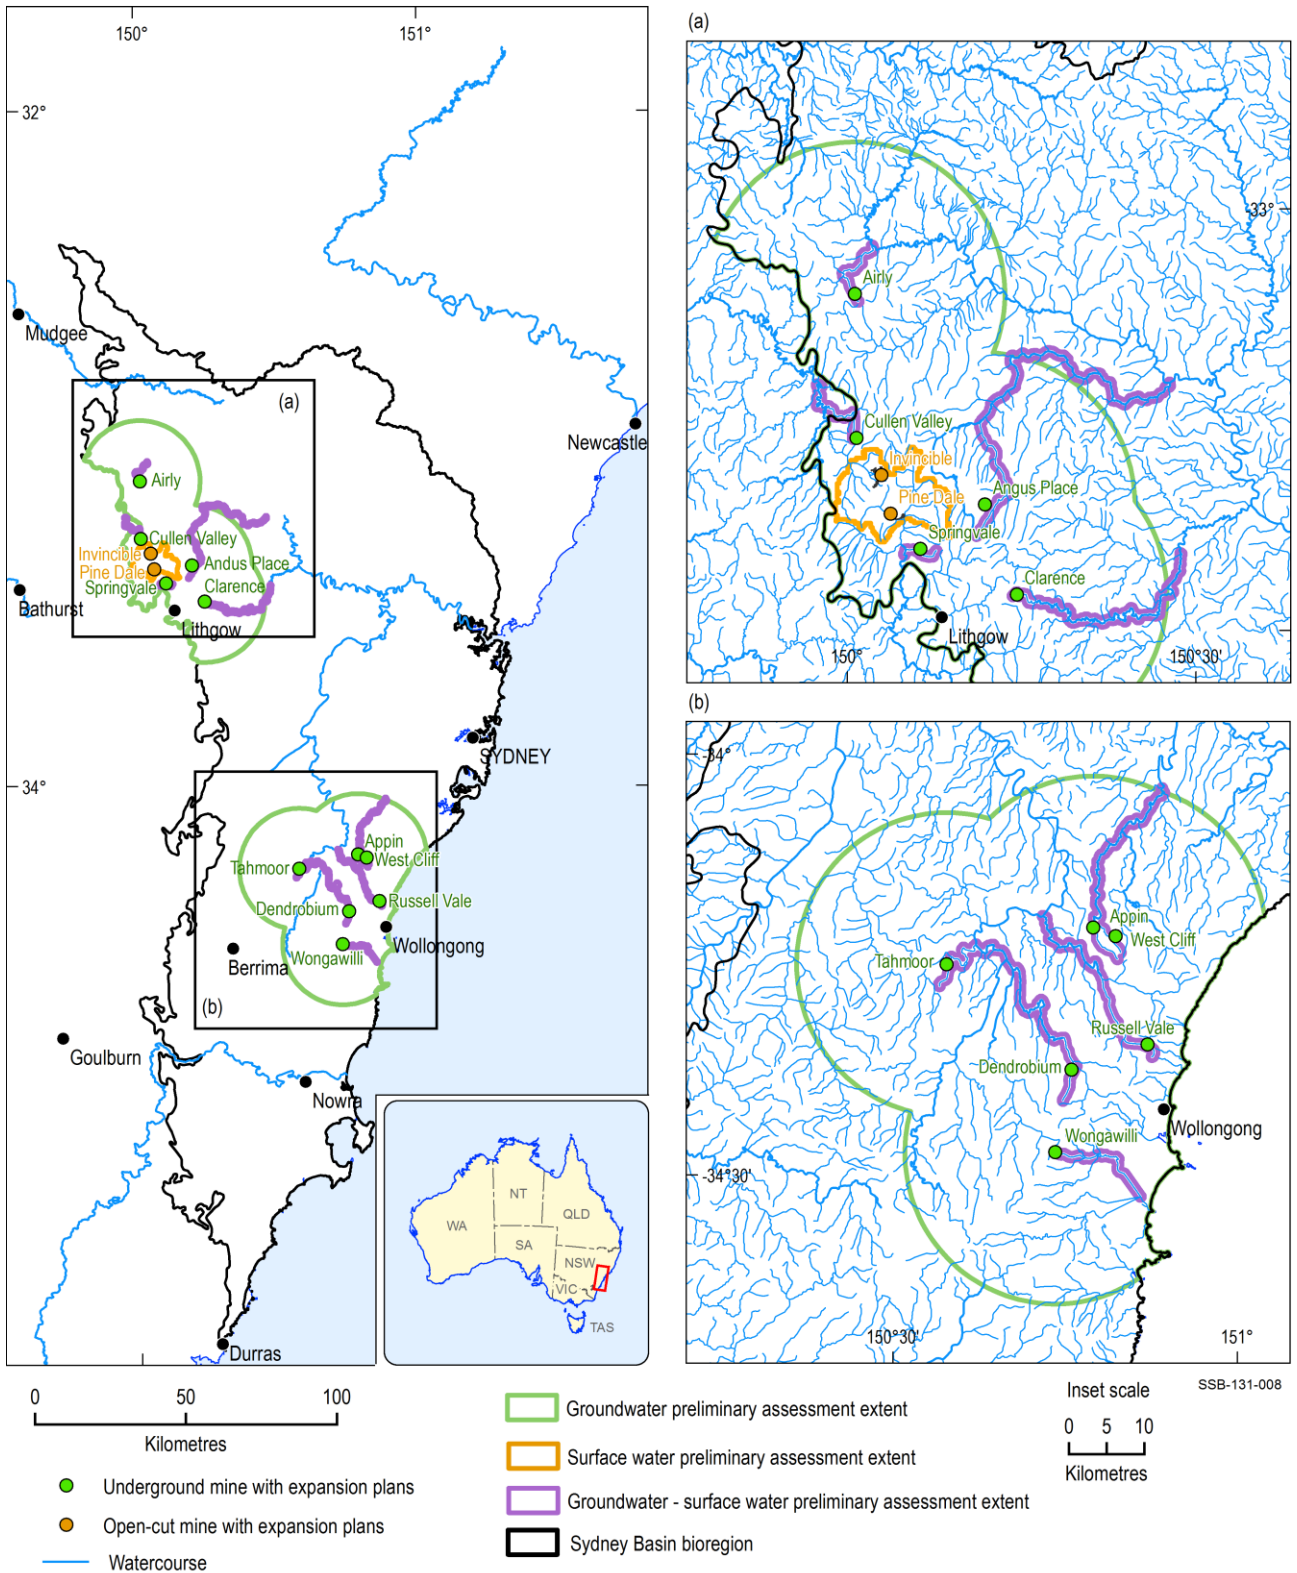 150°
151°
32°
Mudgee
(a)
Newcastle
Airly
Cullen Valley
Invincible
Andus Place
Pine Dale
Springvale
Clarence
Bathurst
Lithgow
SYDNEY
34°
Appin
West Cliff
Tahmoor
Russell Vale
Dendrobium
Wollongong
Wongawilli
Berrima
(b)
Goulburn
Nowra
NT
WA
QLD
SA
NSW
VIC
TAS
Durras
(a)
33°
Airly
Cullen Valley
Invincible
Angus Place
Pine Dale
Springvale
Clarence
Lithgow
150°
150°30'
(b)
-34°
Appin
West Cliff
Tahmoor
Russell Vale
Dendrobium
Wollongong
Wongawilli
-34°30'
150°30'
151°
0 50 100
Kilometres
Underground mine with expansion plans
Open-cut mine with expansion plans
Watercourse
Groundwater preliminary assessment extent
Surface water preliminary assessment extent
Groundwater - surface water preliminary assessment extent
Sydney Basin bioregion
Inset scale
SSB-131-008
0 5 10
Kilometres